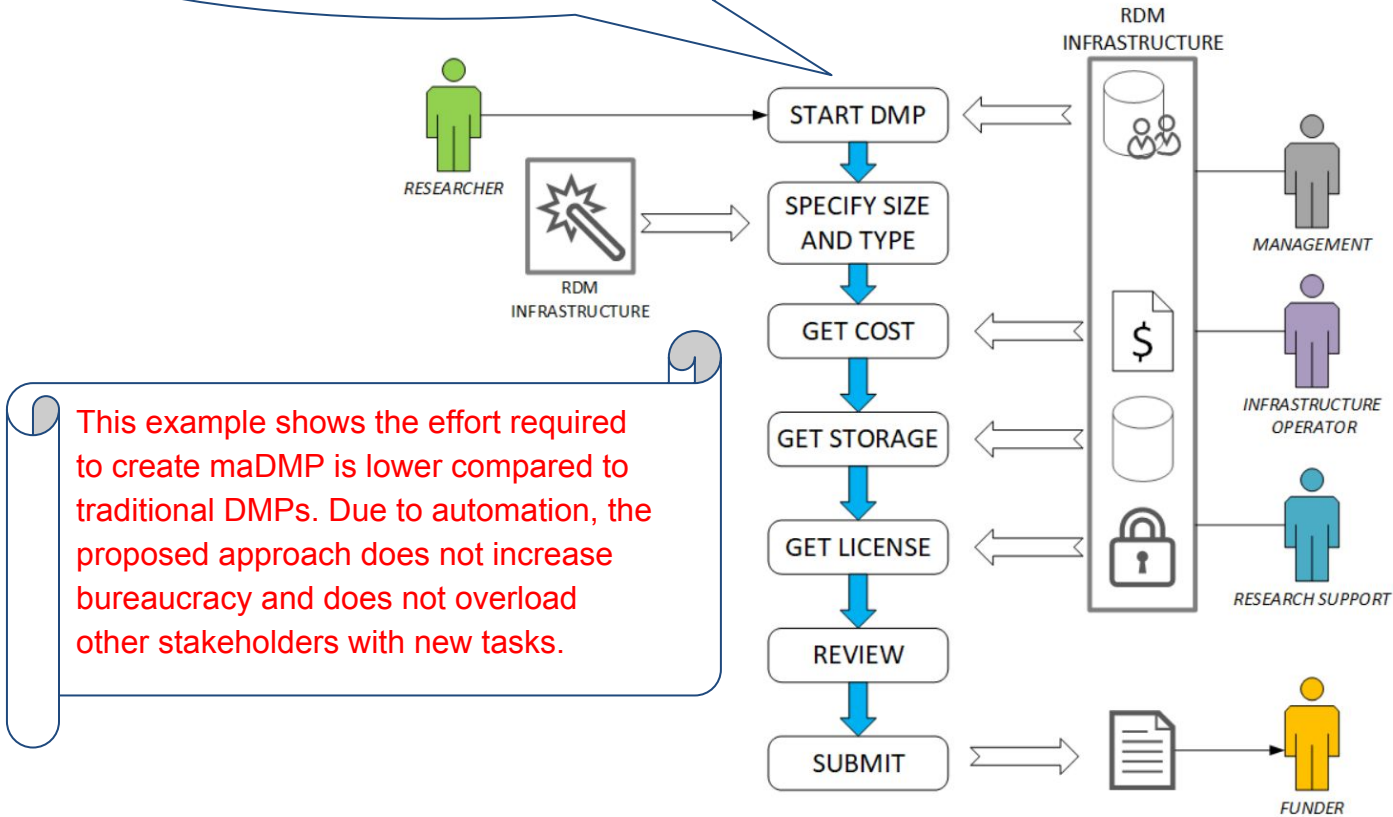 RDM
INFRASTRUCTURE
START DMP
RESEARCHER
SPECIFY SIZE
AND TYPE
MANAGEMENT
RDM
INFRASTRUCTURE
GET COST
$
INFRASTRUCTURE
OPERATOR
This example shows the effort required
to create maDMP is lower compared to
traditional DMPs. Due to automation, the
proposed approach does not increase
bureaucracy and does not overload
other stakeholders with new tasks.
GET STORAGE
GET LICENSE
RESEARCH SUPPORT
REVIEW
SUBMIT
FUNDER